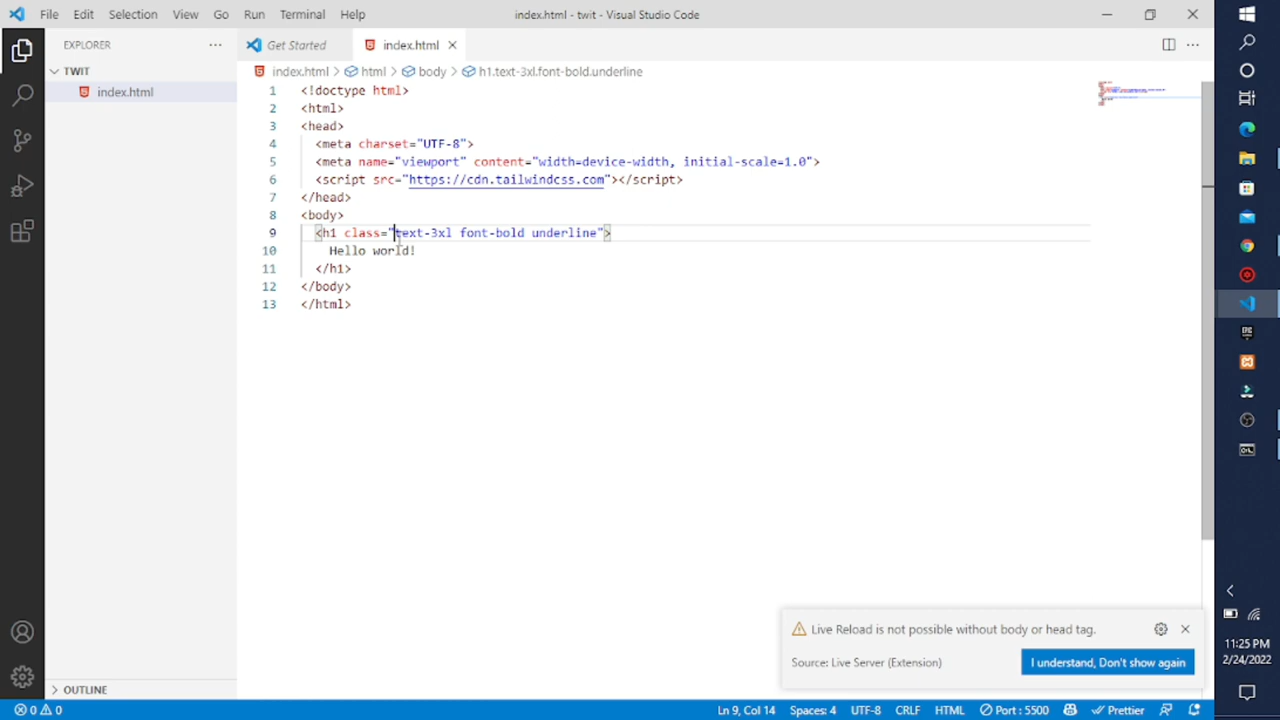 File Edit Selection View Go Run Terminal Help index.html - twit - Visual Studio Code
EXPLORER
Get Started
index.html
TWIT
index.html
index.html > html > body > h1.text-3xl.font-bold.underline
1 <!doctype html>
2 <html>
3 <head>
4 <meta charset="UTF-8">
5 <meta name="viewport" content="width=device-width, initial-scale=1.0">
6 <script src="https://cdn.tailwindcss.com"></script>
7 </head>
8 <body>
9 <h1 class="text-3xl font-bold underline">
10 Hello world!
11 </h1>
12 </body>
13 </html>
Live Reload is not possible without body or head tag.
Source: Live Server (Extension)
I understand, Don't show again
OUTLINE
0 0
Ln 9, Col 14 Spaces: 4 UTF-8 CRLF HTML Port : 5500 Prettier
EPIC
11:25 PM
2/24/2022